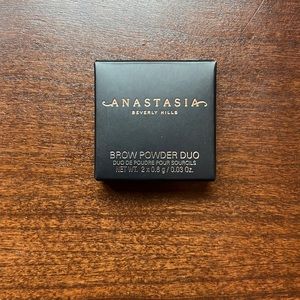 ANASTASIA
BEVERLY HILLS
BROW POWDER DUO
DUO DE POUDRE POUR SOURCILS
NET WT. 2 x 0.8 g / 0.03 Oz.